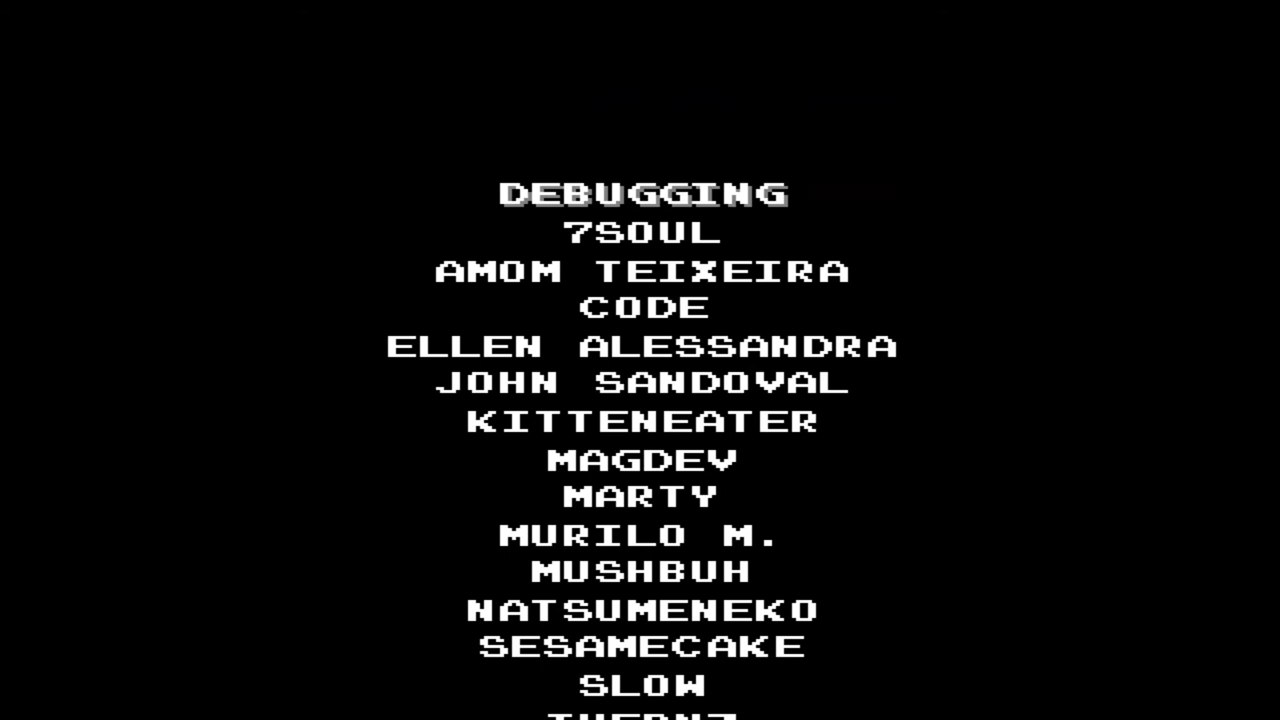 DEBUGGING
7SOUL
AMOM TEIXEIRA
CODE
ELLEN ALESSANDRA
JOHN SANDOVAL
KITTENEATER
MAGDEV
MARTY
MURILO M.
MUSHBUH
NATSUMENEKO
SESAMECAKE
SLOW